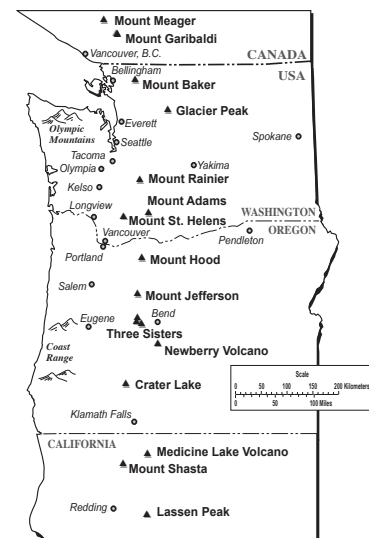 Mount Meager
Mount Garibaldi
Vancouver, B.C.
CANADA
USA
Bellingham
Mount Baker
Glacier Peak
Everett
Olympic
Mountains
Seattle
Spokane
Tacoma
Yakima
Olympia
Mount Rainier
Kelso
Mount Adams
Longview
WASHINGTON
Mount St. Helens
OREGON
Vancouver
Pendleton
Portland
Mount Hood
Salem
Mount Jefferson
Eugene
Bend
Three Sisters
Coast
Range
Newberry Volcano
Scale
0 50 100 150 200 Kilometers
0 50 100 Miles
Crater Lake
Klamath Falls
CALIFORNIA
Medicine Lake Volcano
Mount Shasta
Redding
Lassen Peak